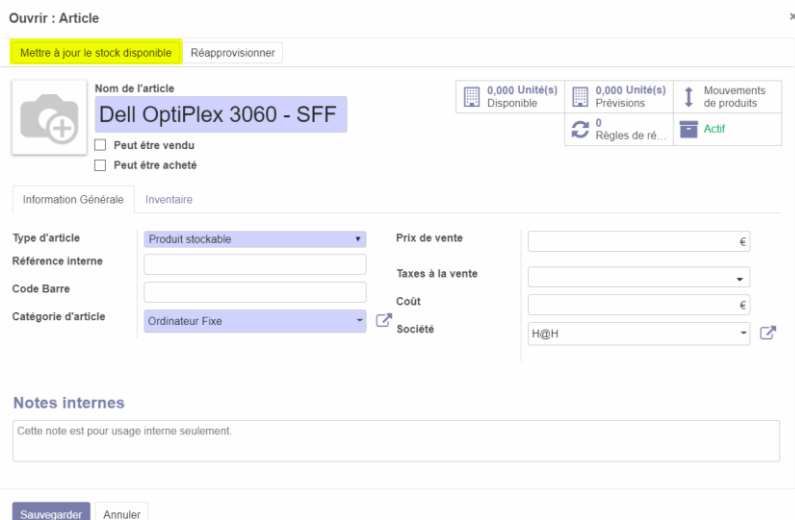 Ouvrir : Article
×
Mettre à jour le stock disponible
Réapprovisionner
Nom de l'article
Dell OptiPlex 3060 - SFF
Peut être vendu
Peut être acheté
0,000 Unité(s)
Disponible
0,000 Unité(s)
Prévisions
Mouvements
de produits
0
Règles de ré...
Actif
Information Générale
Inventaire
Type d'article
Produit stockable
Référence interne
Code Barre
Catégorie d'article
Ordinateur Fixe
Prix de vente
€
Taxes à la vente
Coût
€
Société
H@H
Notes internes
Cette note est pour usage interne seulement.
Sauvegarder
Annuler